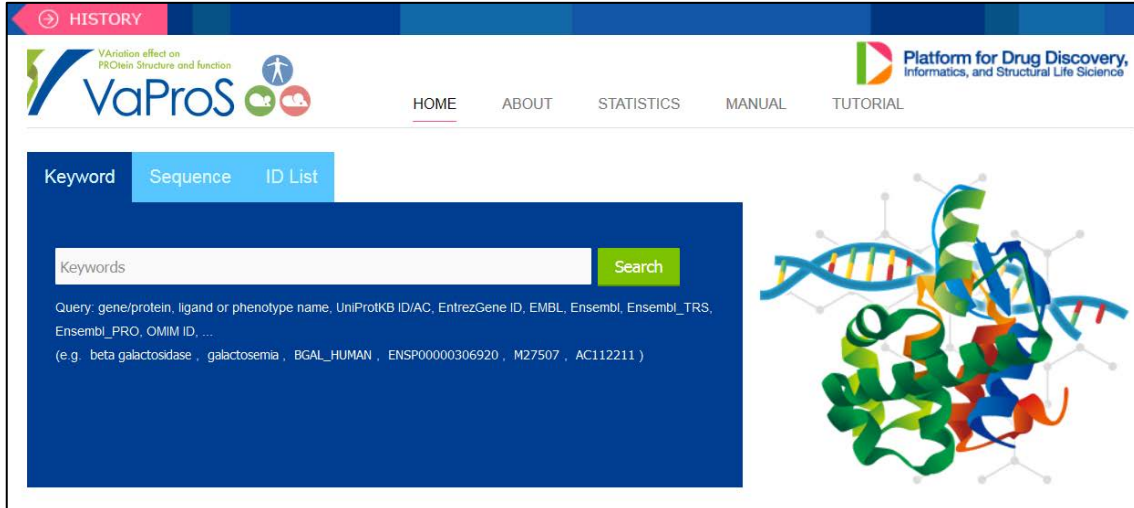 HISTORY
VAriation effect on
PROtein Structure and function
VaProS
Platform for Drug Discovery,
Informatics, and Structural Life Sicience
HOME ABOUT STATISTICS MANUAL TUTORIAL
Keyword Sequence ID List
Keywords Search
Query: gene/protein, ligand or phenotype name, UniProtKB ID/AC, EntrezGene ID, EMBL, Ensembl, Ensembl_TRS,
Ensembl_PRO, OMIM ID, ...
(e.g. beta galactosidase , galactosemia , BGAL_HUMAN , ENSP00000306920 , M27507 , AC112211 )